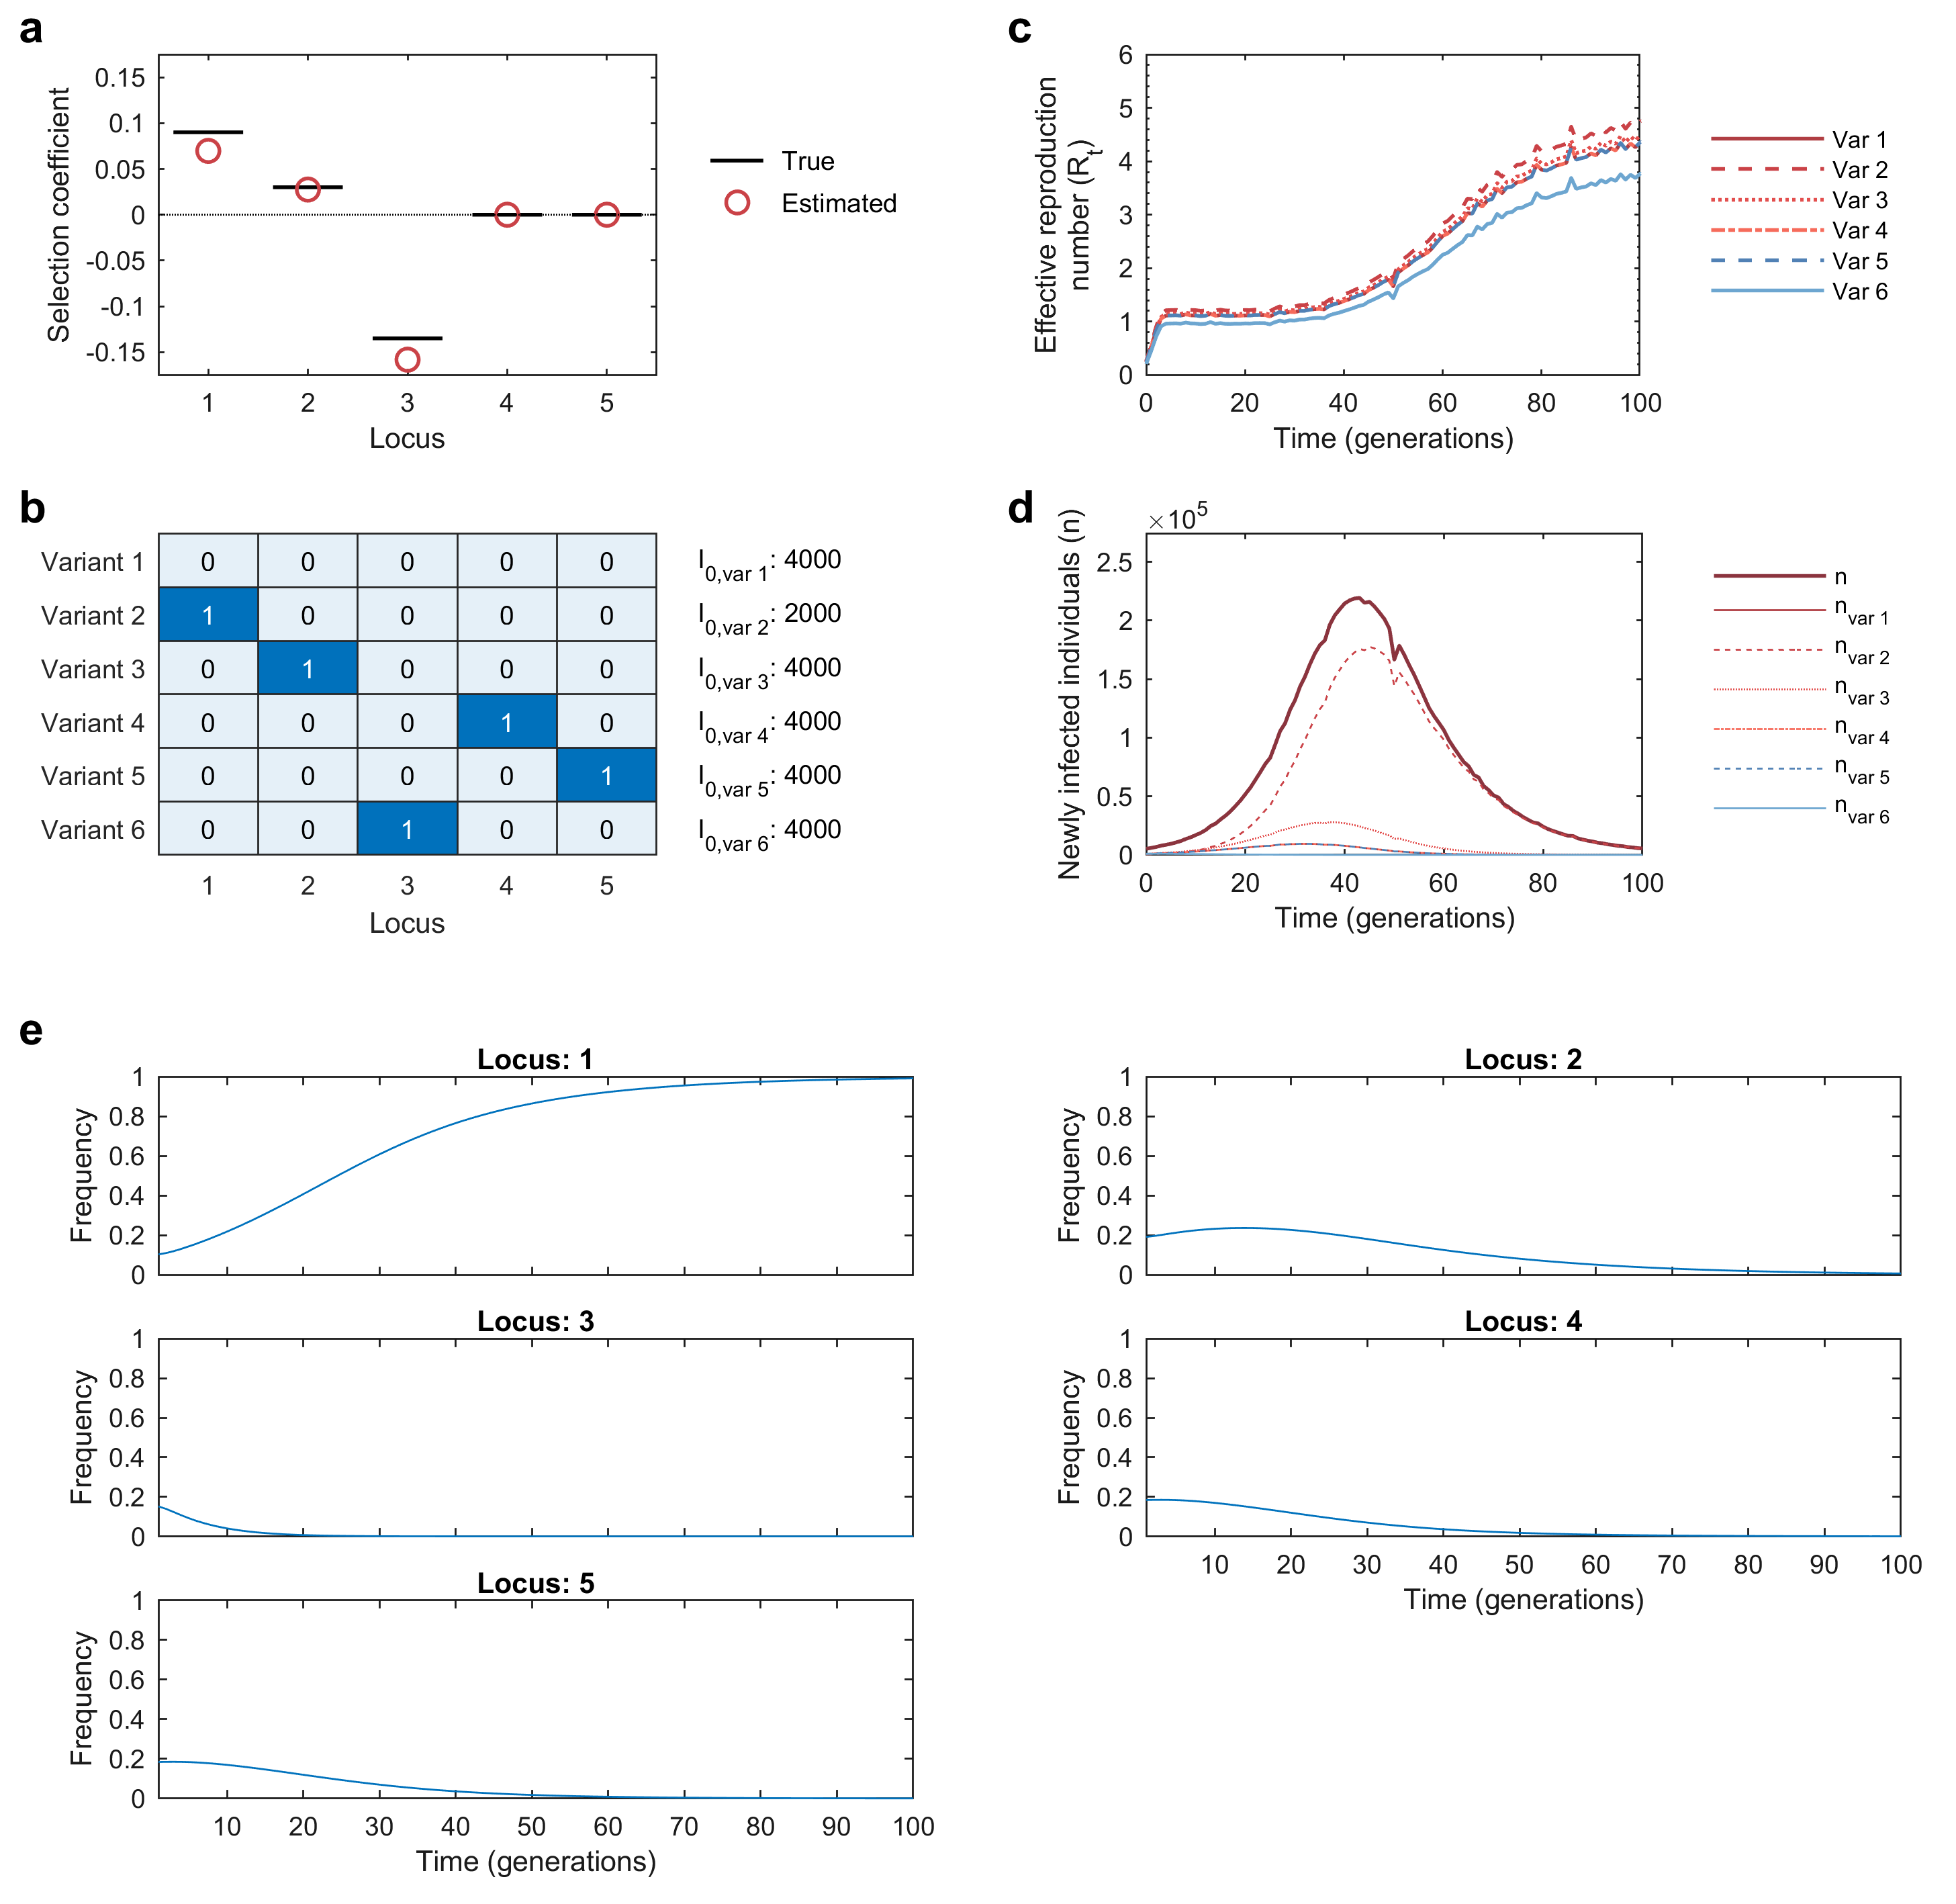 a
0.15
0.1
0.05
0
-0.05
-0.1
-0.15
Selection coefficient
1 2 3 4 5
Locus
True
Estimated
b
Variant 1 0 0 0 0 0 I0,var 1: 4000
Variant 2 1 0 0 0 0 I0,var 2: 2000
Variant 3 0 1 0 0 0 I0,var 3: 4000
Variant 4 0 0 0 1 0 I0,var 4: 4000
Variant 5 0 0 0 0 1 I0,var 5: 4000
Variant 6 0 0 1 0 0 I0,var 6: 4000
1 2 3 4 5
Locus
c
6
5
4
3
2
1
0
Effective reproduction
number (Rt)
0 20 40 60 80 100
Time (generations)
Var 1
Var 2
Var 3
Var 4
Var 5
Var 6
d
×10^5
2.5
2
1.5
1
0.5
0
Newly infected individuals (n)
0 20 40 60 80 100
Time (generations)
n
nvar 1
nvar 2
nvar 3
nvar 4
nvar 5
nvar 6
e
Locus: 1
1
0.8
0.6
0.4
0.2
0
Frequency
Locus: 2
1
0.8
0.6
0.4
0.2
0
Frequency
Locus: 3
1
0.8
0.6
0.4
0.2
0
Frequency
Locus: 4
1
0.8
0.6
0.4
0.2
0
Frequency
10 20 30 40 50 60 70 80 90 100
Time (generations)
Locus: 5
1
0.8
0.6
0.4
0.2
0
Frequency
10 20 30 40 50 60 70 80 90 100
Time (generations)